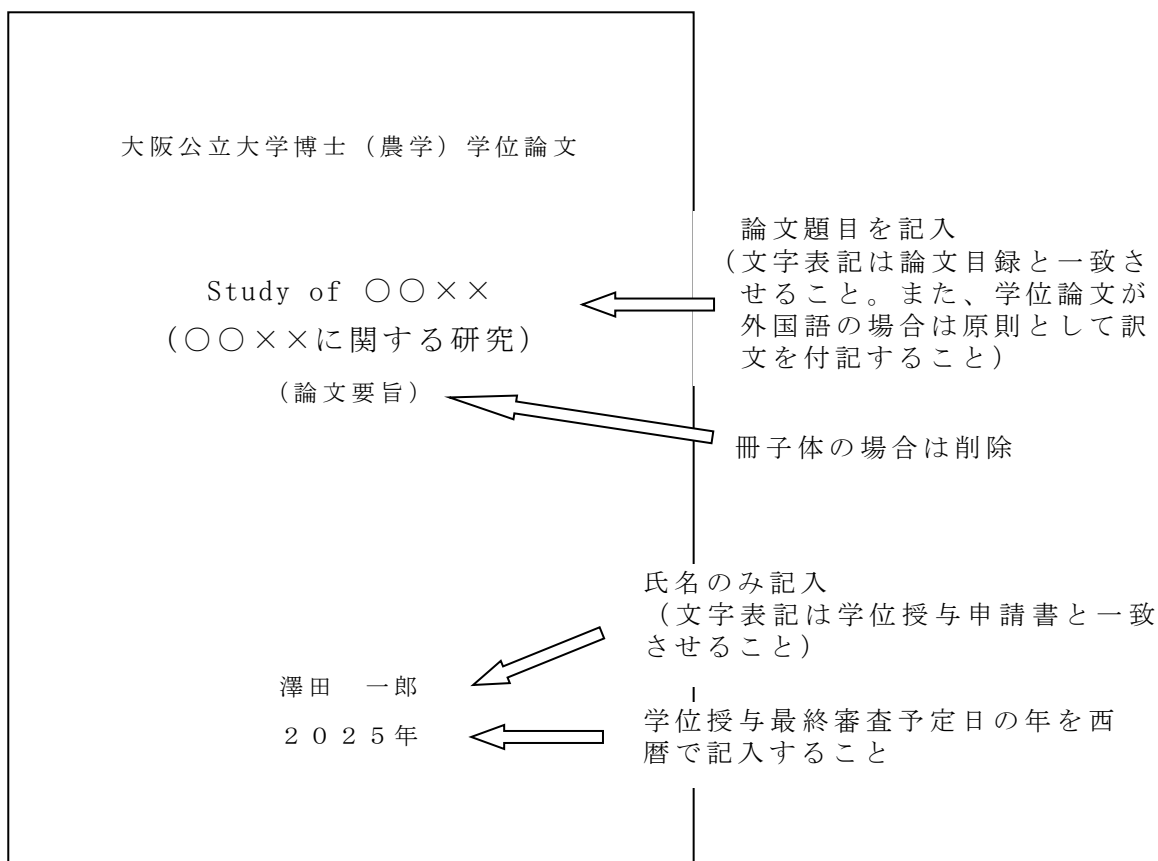 大阪公立大学博士（農学）学位論文
論文題目を記入
（文字表記は論文目録と一致さ
せること。また、学位論文が
外国語の場合は原則として訳
文を付記すること）
Study of ○○××
（○○××に関する研究）
（論文要旨）
冊子体の場合は削除
氏名のみ記入
（文字表記は学位授与申請書と一致
させること）
澤田　一郎
２０２５年
学位授与最終審査予定日の年を西
暦で記入すること